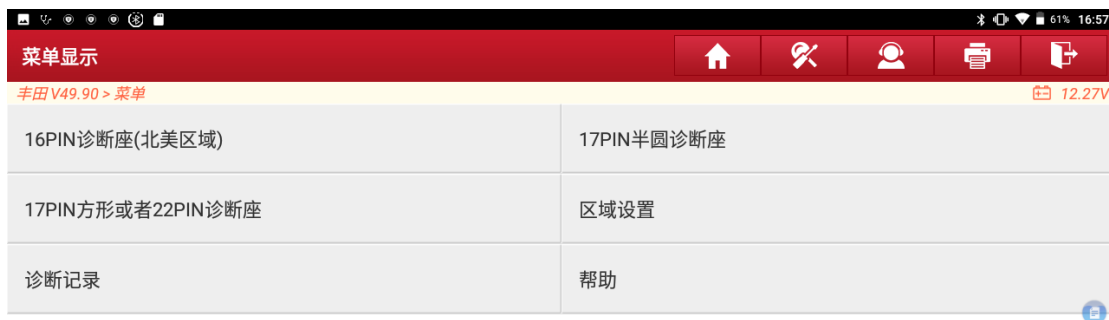 61% 16:57
菜单显示
丰田 V49.90 > 菜单 12.27V
16PIN诊断座(北美区域) 17PIN半圆诊断座
17PIN方形或者22PIN诊断座 区域设置
诊断记录 帮助